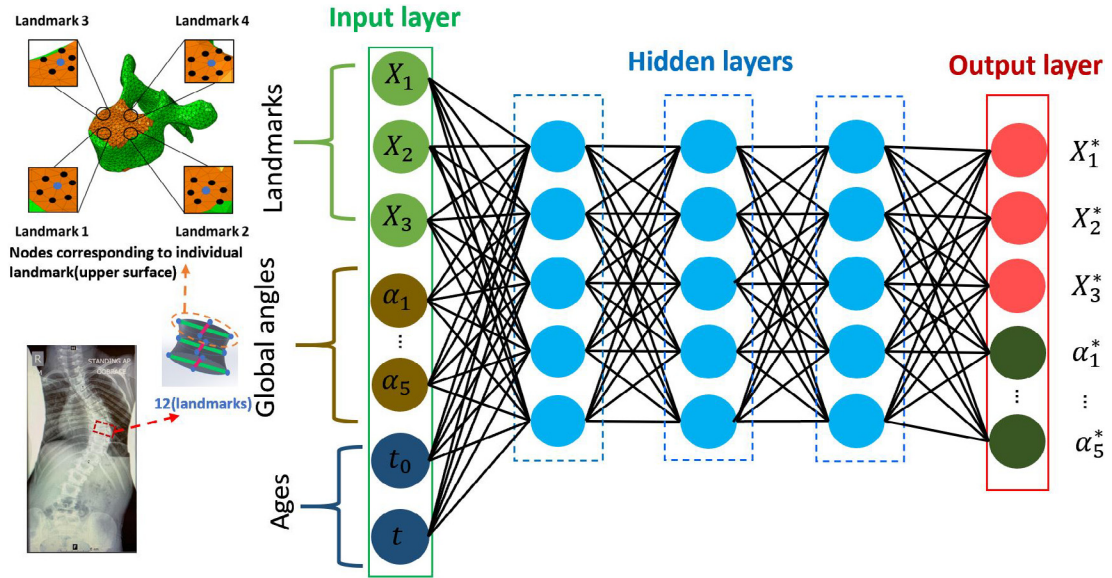 Landmark 3
Landmark 4
Landmark 1
Landmark 2
Nodes corresponding to individual
landmark(upper surface)
R
STANDING AP
12(landmarks)
Input layer
Hidden layers
Output layer
Landmarks
Global angles
Ages
X₁
X₂
X₃
α₁
...
α₅
t₀
t
X₁*
X₂*
X₃*
α₁*
... ...
α₅*